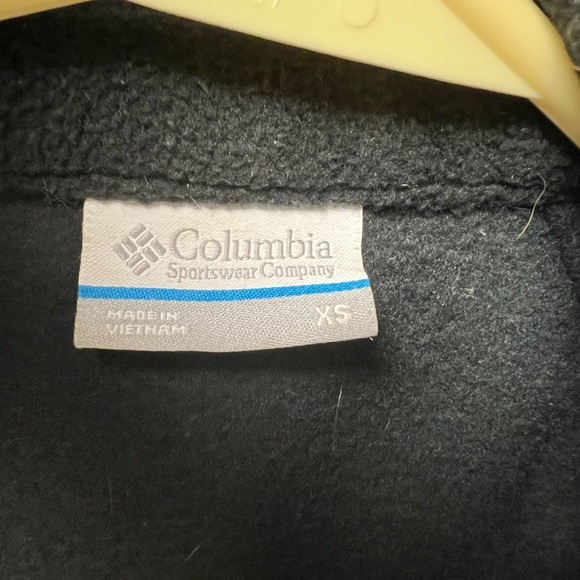 Columbia
Sportswear Company
MADE IN
VIETNAM
XS